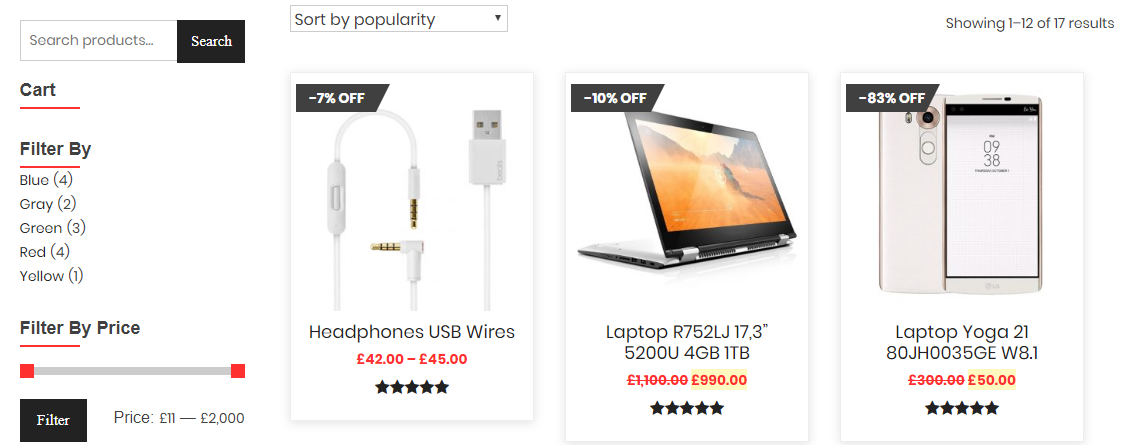 Search products...
Search
Sort by popularity
Showing 1–12 of 17 results
Cart
Filter By
Blue (4)
Gray (2)
Green (3)
Red (4)
Yellow (1)
Filter By Price
Filter
Price: £11 — £2,000
-7% OFF
beats
Headphones USB Wires
£42.00 – £45.00
-10% OFF
Laptop R752LJ 17,3”
5200U 4GB 1TB
£1,100.00 £990.00
-83% OFF
09
38
LG
Laptop Yoga 21
80JH0035GE W8.1
£300.00 £50.00